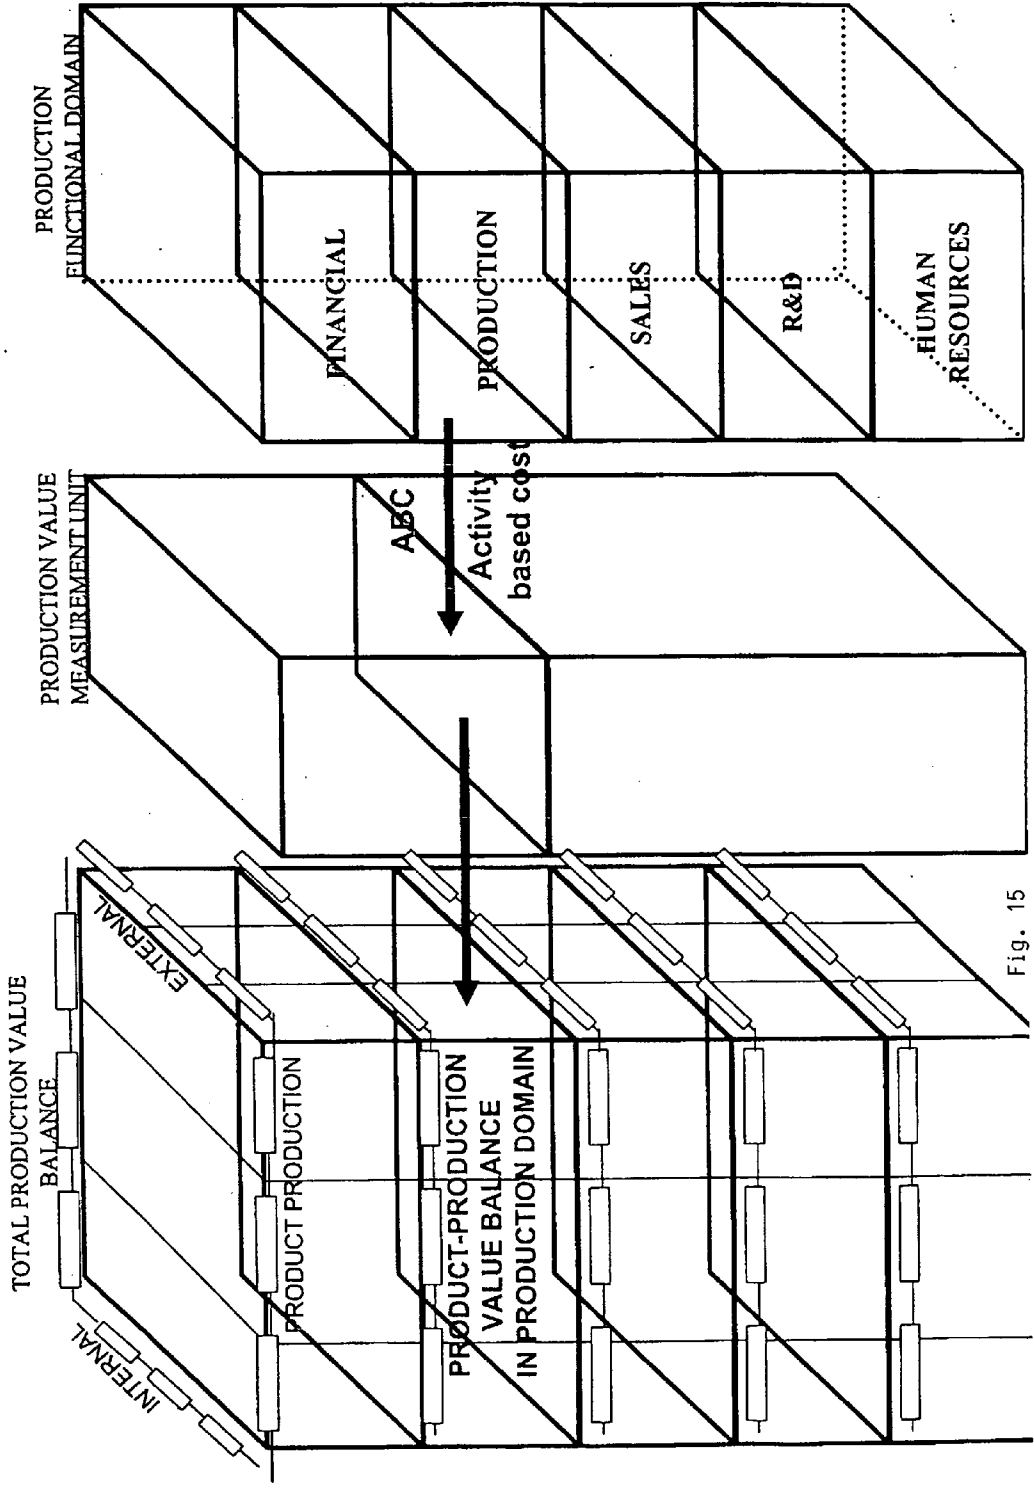 TOTAL PRODUCTION VALUE
BALANCE
INTERNAL
EXTERNAL
PRODUCT PRODUCTION
PRODUCT-PRODUCTION
VALUE BALANCE
IN PRODUCTION DOMAIN
PRODUCTION VALUE
MEASUREMENT UNIT
ABC
Activity
based cost
PRODUCTION
FUNCTIONAL DOMAIN
FINANCIAL
PRODUCTION
SALES
R&D
HUMAN
RESOURCES
Fig. 15